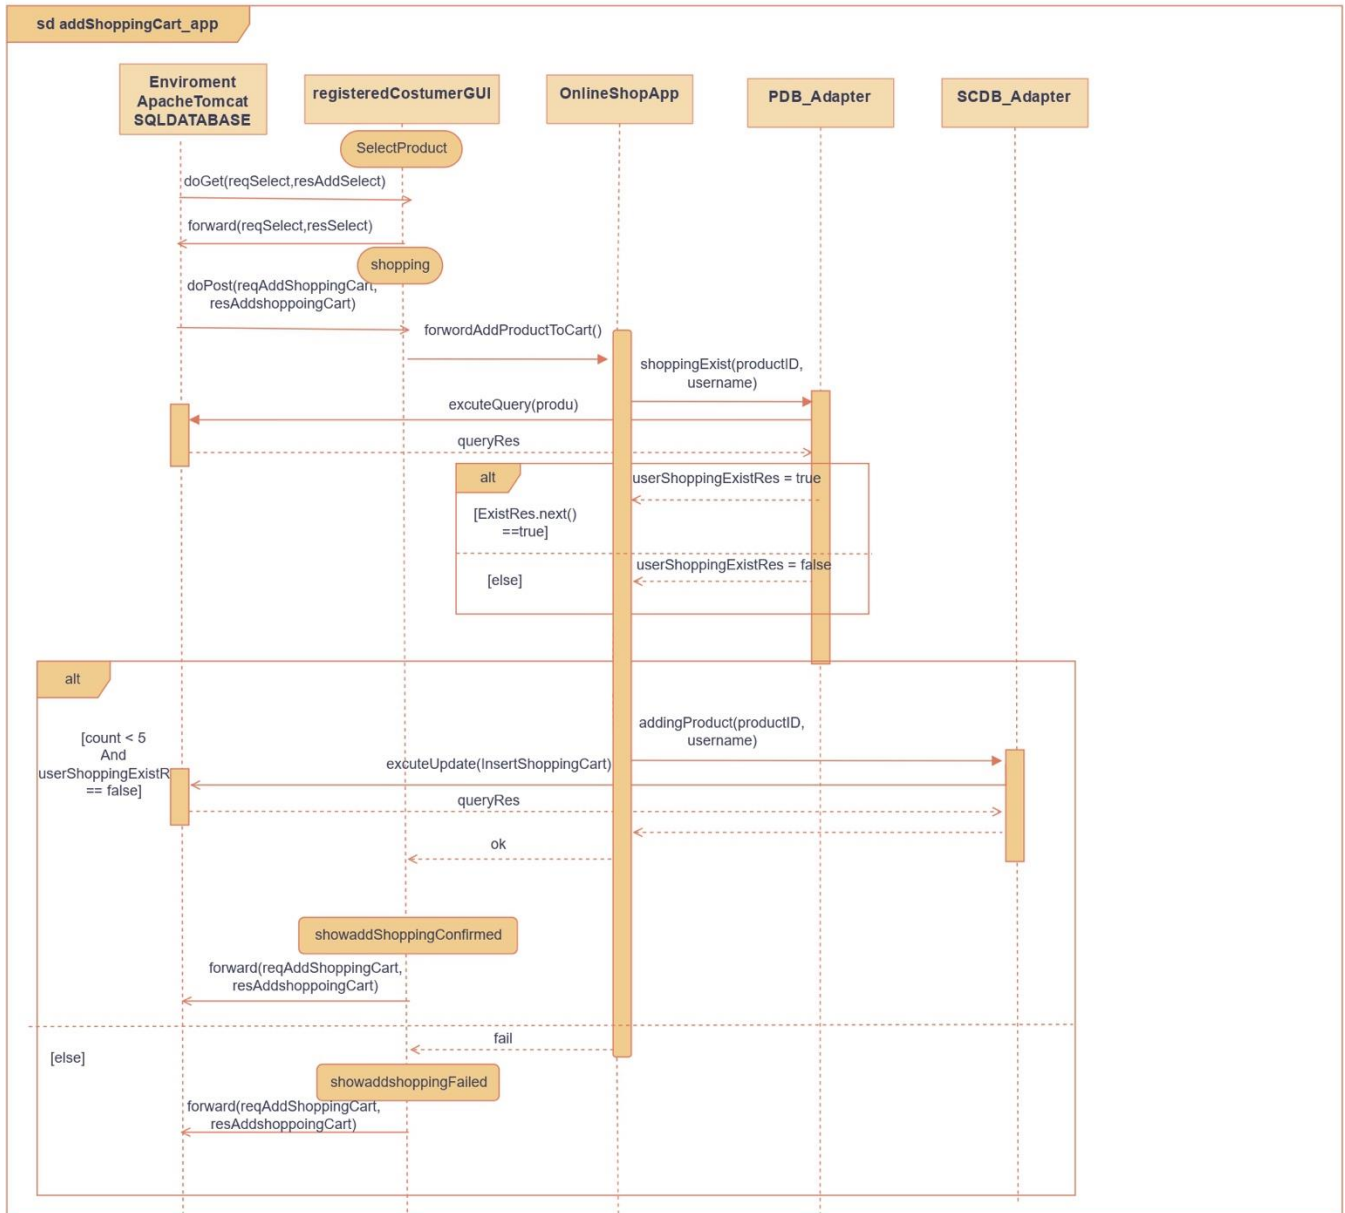 sd addShoppingCart_app
Enviroment
ApacheTomcat
SQLDATABASE
registeredCostumerGUI
OnlineShopApp
PDB_Adapter
SCDB_Adapter
SelectProduct
doGet(reqSelect,resAddSelect)
forward(reqSelect,resSelect)
shopping
doPost(reqAddShoppingCart,
resAddshoppoingCart)
forwordAddProductToCart()
shoppingExist(productID,
username)
excuteQuery(produ)
queryRes
alt
userShoppingExistRes = true
[ExistRes.next()
==true]
userShoppingExistRes = false
[else]
alt
addingProduct(productID,
username)
[count < 5
And
userShoppingExistR
== false]
excuteUpdate(InsertShoppingCart)
queryRes
ok
showaddShoppingConfirmed
forward(reqAddShoppingCart,
resAddshoppoingCart)
fail
[else]
showaddshoppingFailed
forward(reqAddShoppingCart,
resAddshoppoingCart)